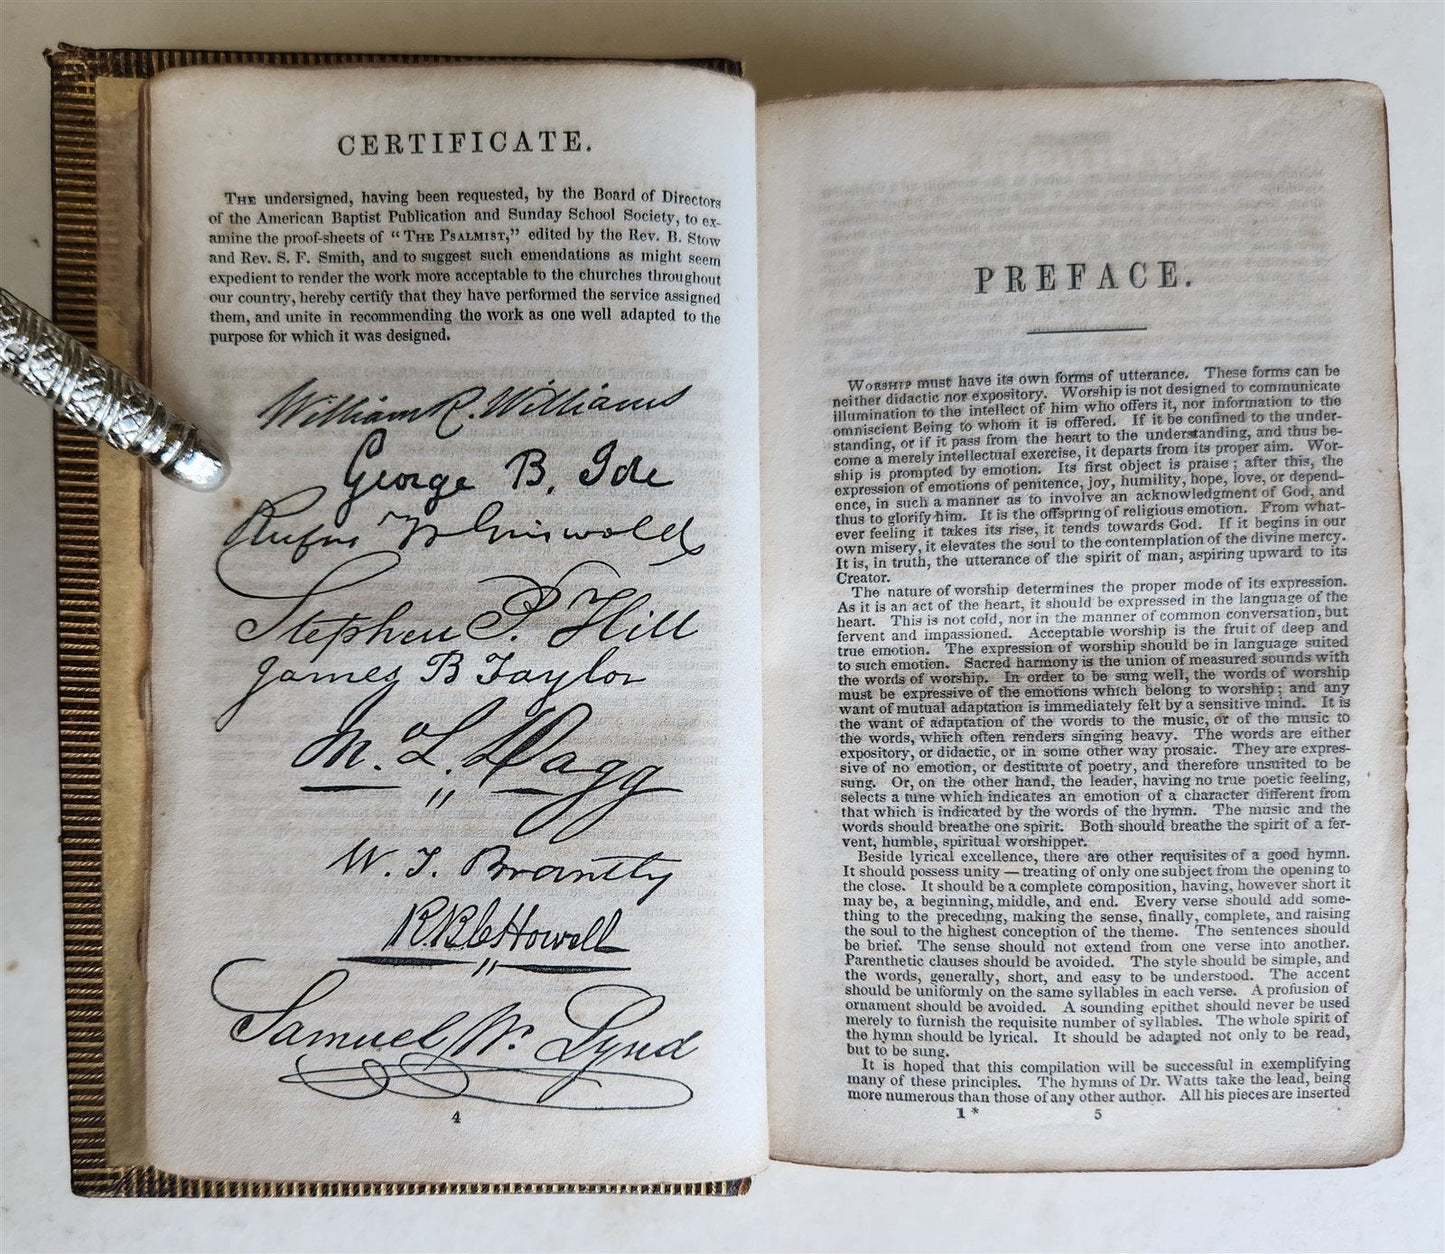 CERTIFICATE.
THE undersigned, having been requested, by the Board of Directors
of the American Baptist Publication and Sunday School Society, to ex-
amine the proof-sheets of “THE PSALMIST,” edited by the Rev. B. Stow
and Rev. S. F. Smith, and to suggest such emendations as might seem
expedient to render the work more acceptable to the churches throughout
our country, hereby certify that they have performed the service assigned
them, and unite in recommending the work as one well adapted to the
purpose for which it was designed.
William R. Williams
George B. Ide
Rufus W Griswold
Stephen P. Hill
James B Taylor
W. T. Brantly
R.B.C. Howell
Samuel W. Lynd
4
PREFACE.
WORSHIP must have its own forms of utterance. These forms can be
neither didactic nor expository. Worship is not designed to communicate
illumination to the intellect of him who offers it, nor information to the
omniscient Being to whom it is offered. If it be confined to the under-
standing, or if it pass from the heart to the understanding, and thus be-
come a merely intellectual exercise, it departs from its proper aim. Wor-
ship is prompted by emotion. Its first object is praise; after this, the
expression of emotions of penitence, joy, humility, hope, love, or depend-
ence, in such a manner as to involve an acknowledgment of God, and
thus to glorify him. It is the offspring of religious emotion. From what-
ever feeling it takes its rise, it tends towards God. If it begins in our
own misery, it elevates the soul to the contemplation of the divine mercy.
It is, in truth, the utterance of the spirit of man, aspiring upward to its
Creator.
The nature of worship determines the proper mode of its expression.
As it is an act of the heart, it should be expressed in the language of the
heart. This is not cold, nor in the manner of common conversation, but
fervent and impassioned. Acceptable worship is the fruit of deep and
true emotion. The expression of worship should be in language suited
to such emotion. Sacred harmony is the union of measured sounds with
the words of worship. In order to be sung well, the words of worship
must be expressive of the emotions which belong to worship; and any
want of mutual adaptation is immediately felt by a sensitive mind. It is
the want of adaptation of the words to the music, or of the music to
the words, which often renders singing heavy. The words are either
expository, or didactic, or in some other way prosaic. They are expres-
sive of no emotion, or destitute of poetry, and therefore unsuited to be
sung. Or, on the other hand, the leader, having no true poetic feeling,
selects a tune which indicates an emotion of a character different from
that which is indicated by the words of the hymn. The music and the
words should breathe one spirit. Both should breathe the spirit of a fer-
vent, humble, spiritual worshipper.
Beside lyrical excellence, there are other requisites of a good hymn.
It should possess unity — treating of only one subject from the opening to
the close. It should be a complete composition, having, however short it
may be, a beginning, middle, and end. Every verse should add some-
thing to the preceding, making the sense, finally, complete, and raising
the soul to the highest conception of the theme. The sentences should
be brief. The sense should not extend from one verse into another.
Parenthetic clauses should be avoided. The style should be simple, and
the words, generally, short, and easy to be understood. The accent
should be uniformly on the same syllables in each verse. A profusion of
ornament should be avoided. A sounding epithet should never be used
merely to furnish the requisite number of syllables. The whole spirit of
the hymn should be lyrical. It should be adapted not only to be read,
but to be sung.
It is hoped that this compilation will be successful in exemplifying
many of these principles. The hymns of Dr. Watts take the lead, being
more numerous than those of any other author. All his pieces are inserted
1* 5